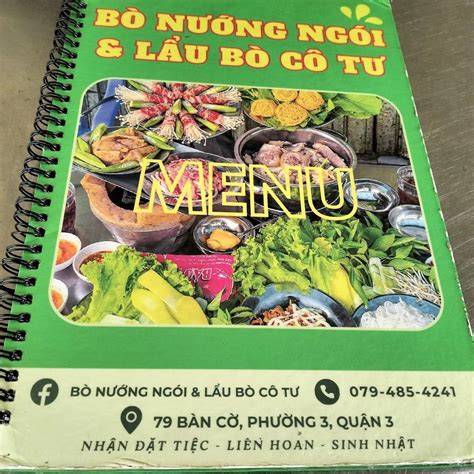 BÒ NƯỚNG NGÓI
& LẨU BÒ CÔ TƯ
MENU
BÒ NƯỚNG NGÓI & LẨU BÒ CÔ TƯ 079-485-4241
79 BÀN CỜ, PHƯỜNG 3, QUẬN 3
NHẬN ĐẶT TIỆC - LIÊN HOAN - SINH NHẬT